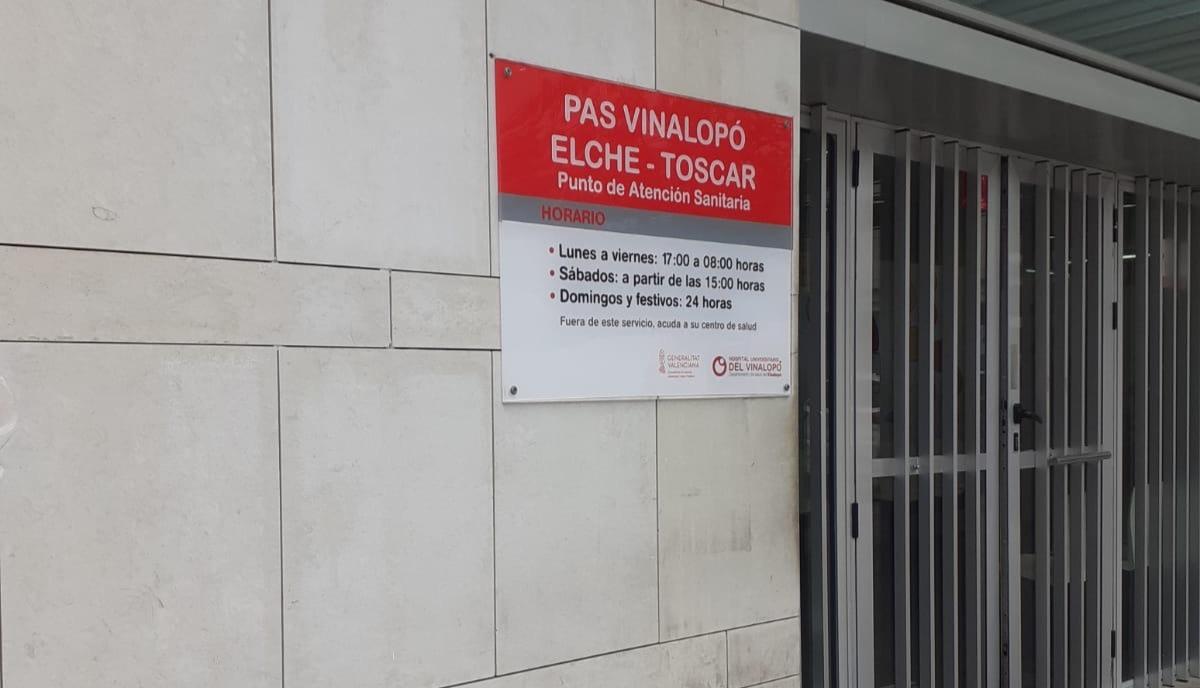 PAS VINALOPÓ
ELCHE - TOSCAR
Punto de Atención Sanitaria
HORARIO
• Lunes a viernes: 17:00 a 08:00 horas
• Sábados: a partir de las 15:00 horas
• Domingos y festivos: 24 horas
Fuera de este servicio, acuda a su centro de salud
GENERALITAT
VALENCIANA
HOSPITAL UNIVERSITARIO
DEL VINALOPÓ